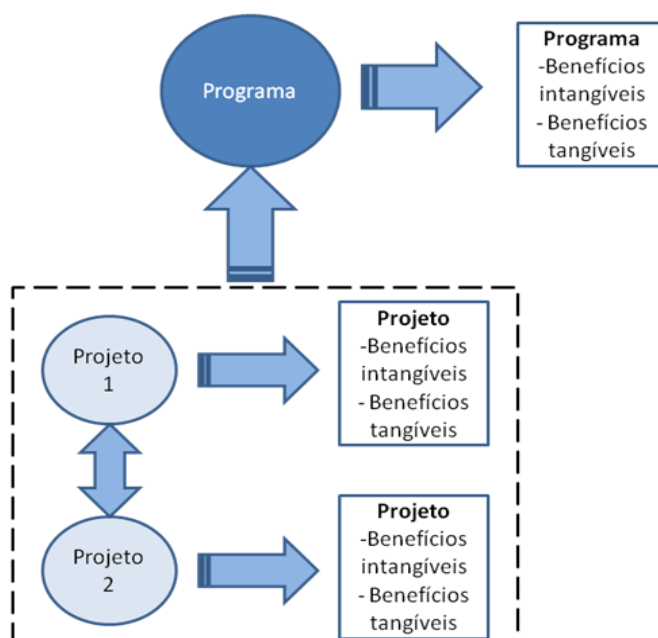 Programa
Programa
-Benefícios
intangíveis
- Benefícios
tangíveis
Projeto
1
Projeto
-Benefícios
intangíveis
- Benefícios
tangíveis
Projeto
2
Projeto
-Benefícios
intangíveis
- Benefícios
tangíveis